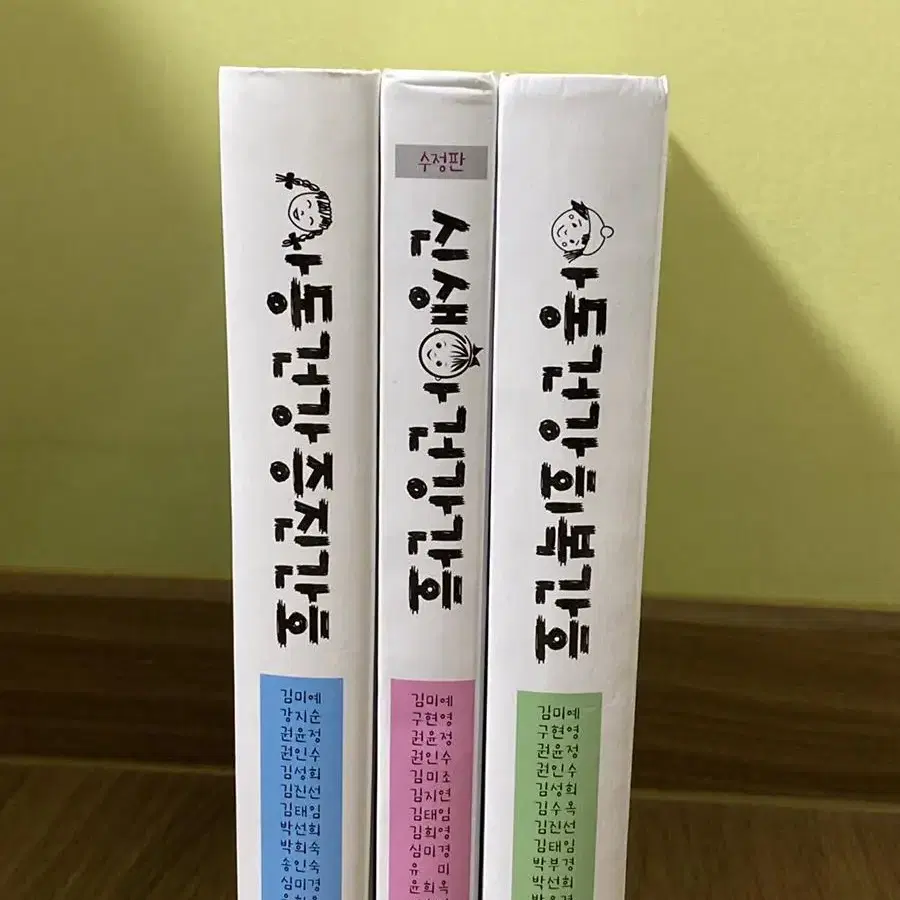 아동건강증진간호
김미예
강지순
권윤정
권인수
김성희
김진선
김태임
박선희
박희숙
송인숙
심미경
수정판
신생아건강간호
김미예
구현영
권윤정
권인수
김미조
김지연
김태임
김희영
심미경
유미
윤희옥
아동건강회복간호
김미예
구현영
권윤정
권인수
김성희
김수옥
김진선
김태임
박부경
박선희